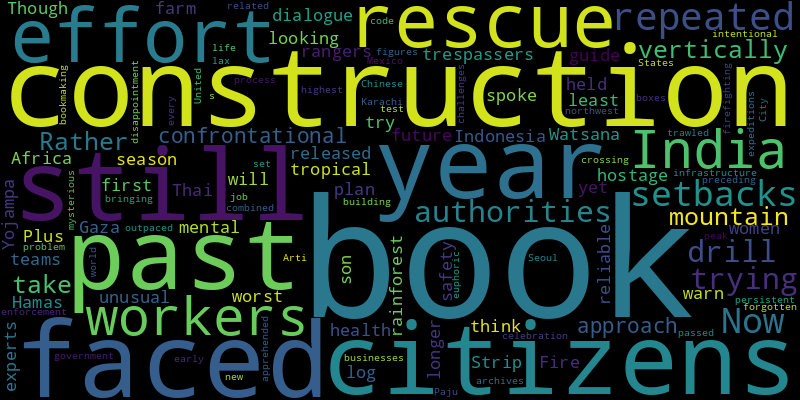 Though
farm
related
code
intentional
effort
dialogue
looking
rescue
repeated
life
lax
rangers
figures
Mexico
trespassers
guide
States
vertically
construction
bookmaking
disappointment
every
United
s
process
highest
Chinese
Karachi
test
challenges
spoke
northwest
held
least
boxes
firefighting
expeditions
City
Rather
confrontational
try
future
Indonesia
Watsana
trawled
India
Africa
season
released
tropical
year
crossing
hostage
infrastructure
preceding
still
first
bringing
Thai
set
will
job
combined
plan
building
yet
setbacks
Yojampa
mysterious
Plus
Gaza
outpaced
mental
authorities
mountain
women
problem
teams
past
world
Arti
son
rainforest
safety
euphoric
book
Seoul
reliable
peak
drill
trying
take
Hamas
unusual
worst
warn
persistent
forgotten
enforcement
workers
health
longer
think
celebration
approach
passed
Now
experts
faced
government
early
apprehended
new
businesses
log
citizens
Strip
archives
Paju
Fire